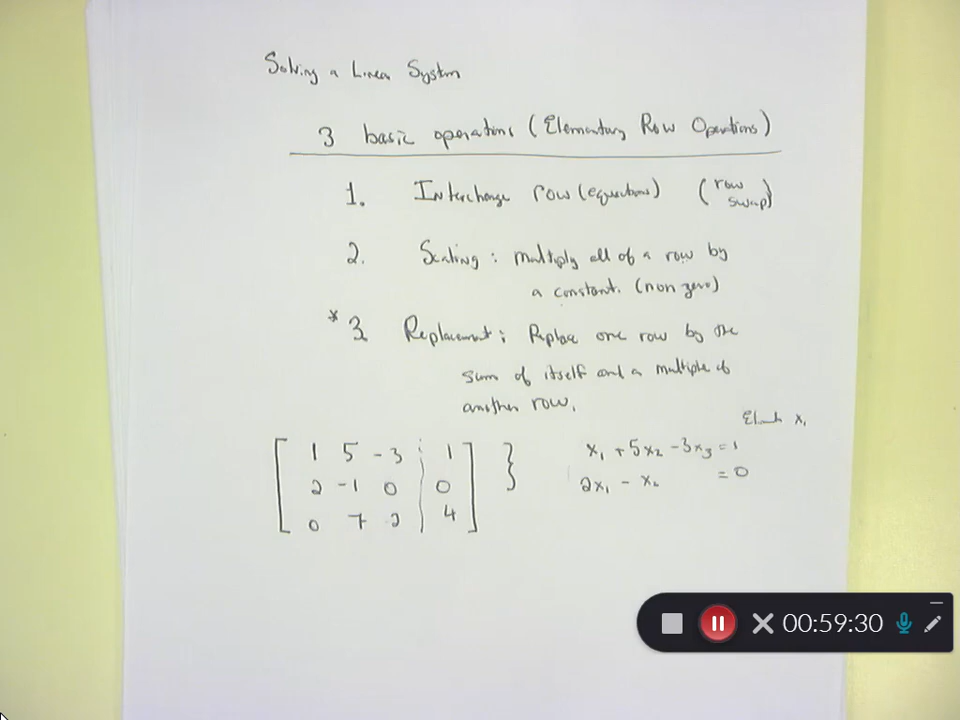 Solving a Linear System
3 basic operations (Elementary Row Operations)
1. Interchange row (equations) (row swap)
2. Scaling : multiply all of a row by
a constant. (non zero)
* 3. Replacement : Replace one row by the
sum of itself and a multiple of
another row.
x₁
1 5 -3 1
x₁ + 5x₂ - 3x₃ = 1
2 -1 0 0
2x₁ - x₂ = 0
0 7 2 4
00:59:30